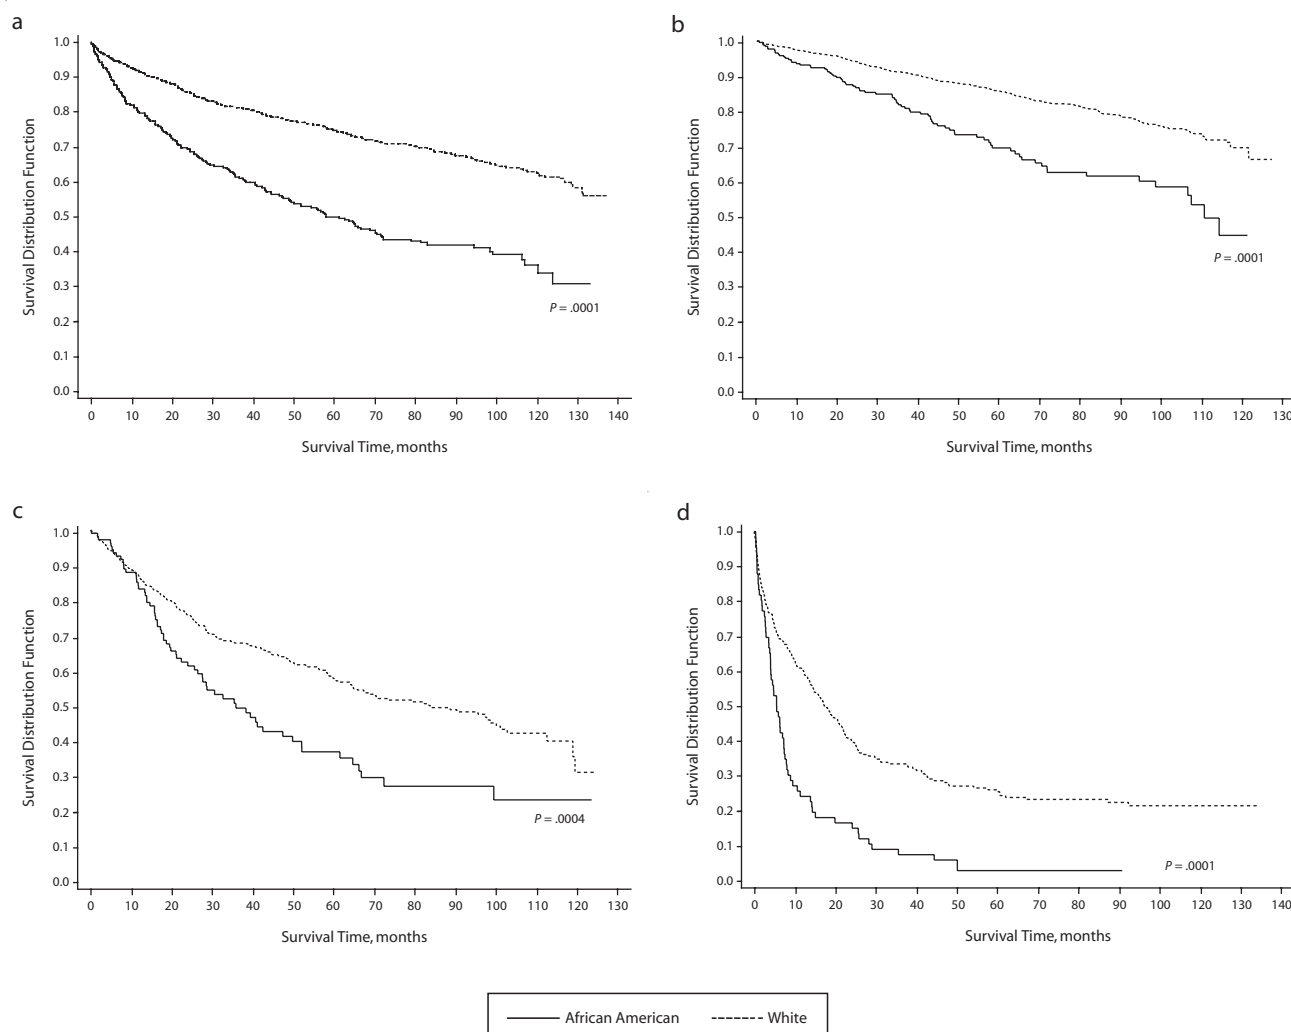 a
Survival Distribution Function
1.0
0.9
0.8
0.7
0.6
0.5
0.4
0.3
0.2
0.1
0.0
P = .0001
0 10 20 30 40 50 60 70 80 90 100 110 120 130 140
Survival Time, months
b
Survival Distribution Function
1.0
0.9
0.8
0.7
0.6
0.5
0.4
0.3
0.2
0.1
0.0
P = .0001
0 10 20 30 40 50 60 70 80 90 100 110 120 130
Survival Time, months
c
Survival Distribution Function
1.0
0.9
0.8
0.7
0.6
0.5
0.4
0.3
0.2
0.1
0.0
P = .0004
0 10 20 30 40 50 60 70 80 90 100 110 120 130
Survival Time, months
d
Survival Distribution Function
1.0
0.9
0.8
0.7
0.6
0.5
0.4
0.3
0.2
0.1
0.0
P = .0001
0 10 20 30 40 50 60 70 80 90 100 110 120 130 140
Survival Time, months
African American White